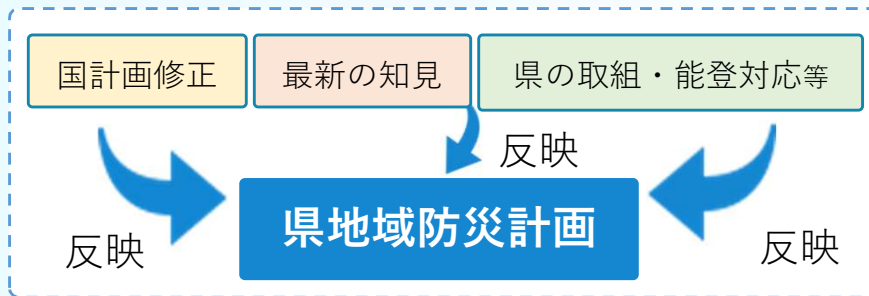 国計画修正
最新の知見
県の取組・能登対応等
反映
県地域防災計画
反映
反映